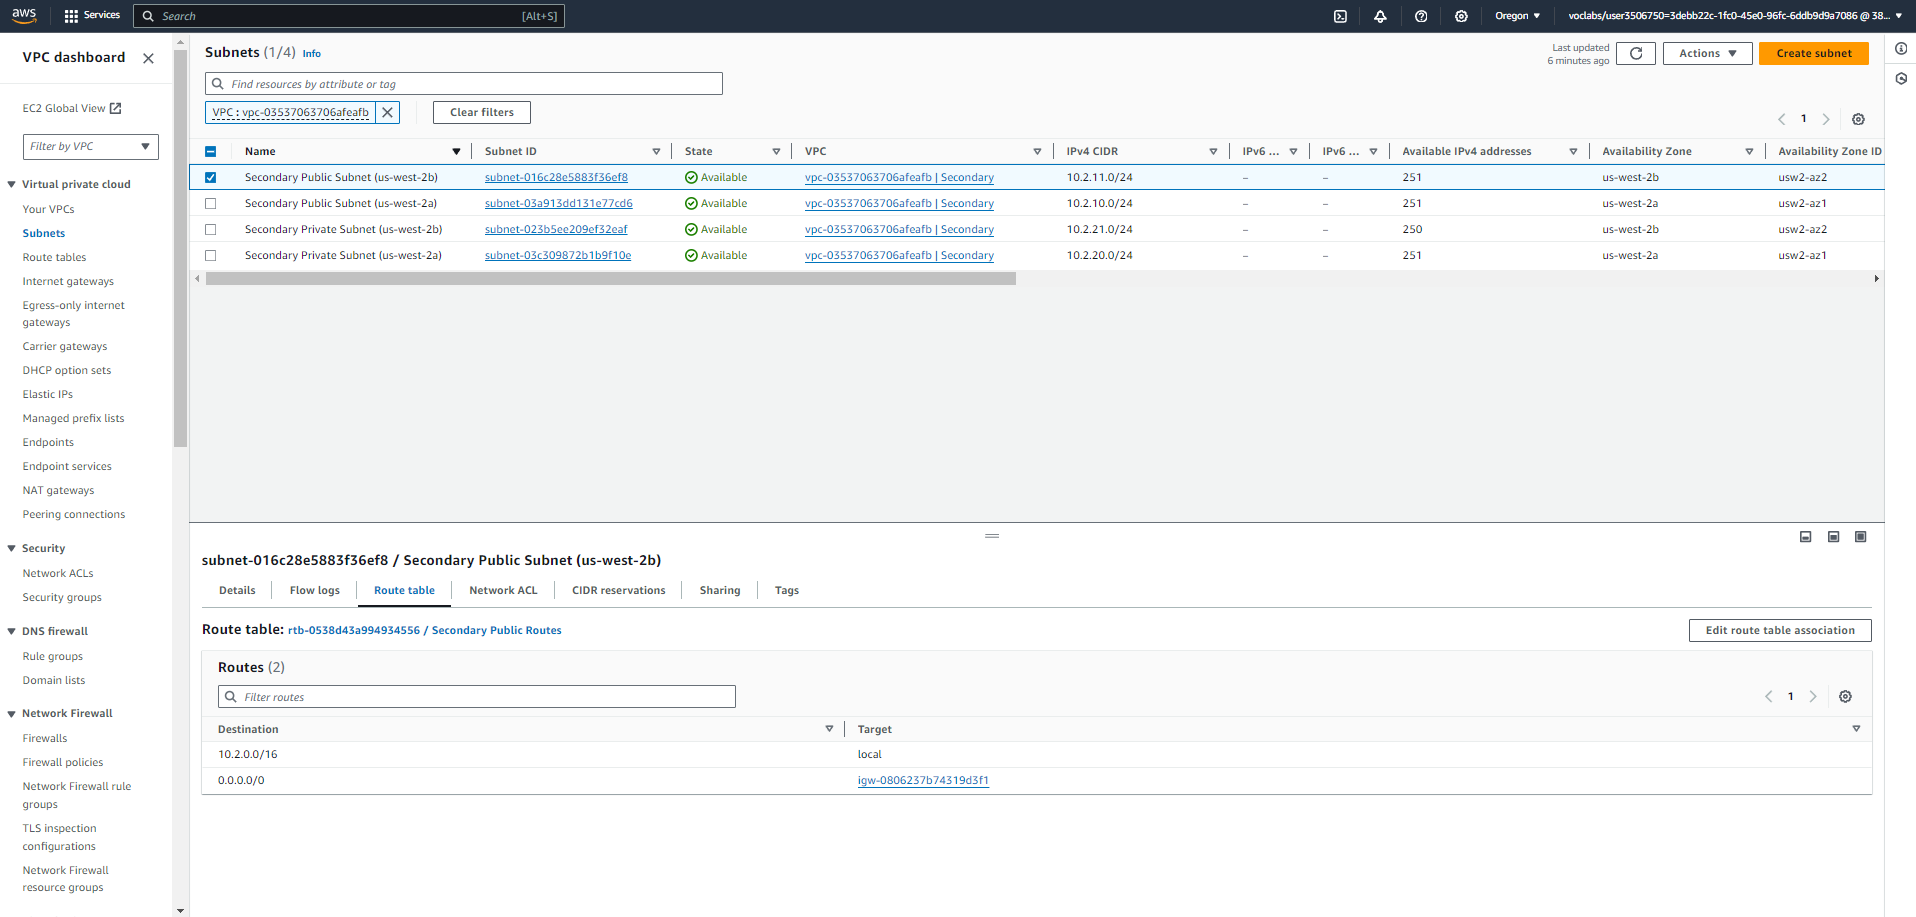 aws Services Search [Alt+S] Oregon voclabs/user3506750=3debb22c-1fc0-45e0-96fc-6ddb9d9a7086 @ 38...
VPC dashboard
EC2 Global View
Filter by VPC
Virtual private cloud
Your VPCs
Subnets
Route tables
Internet gateways
Egress-only internet
gateways
Carrier gateways
DHCP option sets
Elastic IPs
Managed prefix lists
Endpoints
Endpoint services
NAT gateways
Peering connections
Security
Network ACLs
Security groups
DNS firewall
Rule groups
Domain lists
Network Firewall
Firewalls
Firewall policies
Network Firewall rule
groups
TLS inspection
configurations
Network Firewall
resource groups
Subnets (1/4) Info
Last updated
6 minutes ago
Actions
Create subnet
Find resources by attribute or tag
VPC : vpc-03537063706afeafb
Clear filters
1
Name Subnet ID State VPC IPv4 CIDR IPv6 ... IPv6 ... Available IPv4 addresses Availability Zone Availability Zone ID
Secondary Public Subnet (us-west-2b) subnet-016c28e5883f36ef8 Available vpc-03537063706afeafb | Secondary 10.2.11.0/24 – – 251 us-west-2b usw2-az2
Secondary Public Subnet (us-west-2a) subnet-03a913dd131e77cd6 Available vpc-03537063706afeafb | Secondary 10.2.10.0/24 – – 251 us-west-2a usw2-az1
Secondary Private Subnet (us-west-2b) subnet-023b5ee209ef32eaf Available vpc-03537063706afeafb | Secondary 10.2.21.0/24 – – 250 us-west-2b usw2-az2
Secondary Private Subnet (us-west-2a) subnet-03c309872b1b9f10e Available vpc-03537063706afeafb | Secondary 10.2.20.0/24 – – 251 us-west-2a usw2-az1
subnet-016c28e5883f36ef8 / Secondary Public Subnet (us-west-2b)
Details Flow logs Route table Network ACL CIDR reservations Sharing Tags
Route table: rtb-0538d43a994934556 / Secondary Public Routes
Edit route table association
Routes (2)
Filter routes
1
Destination Target
10.2.0.0/16 local
0.0.0.0/0 igw-0806237b74319d3f1